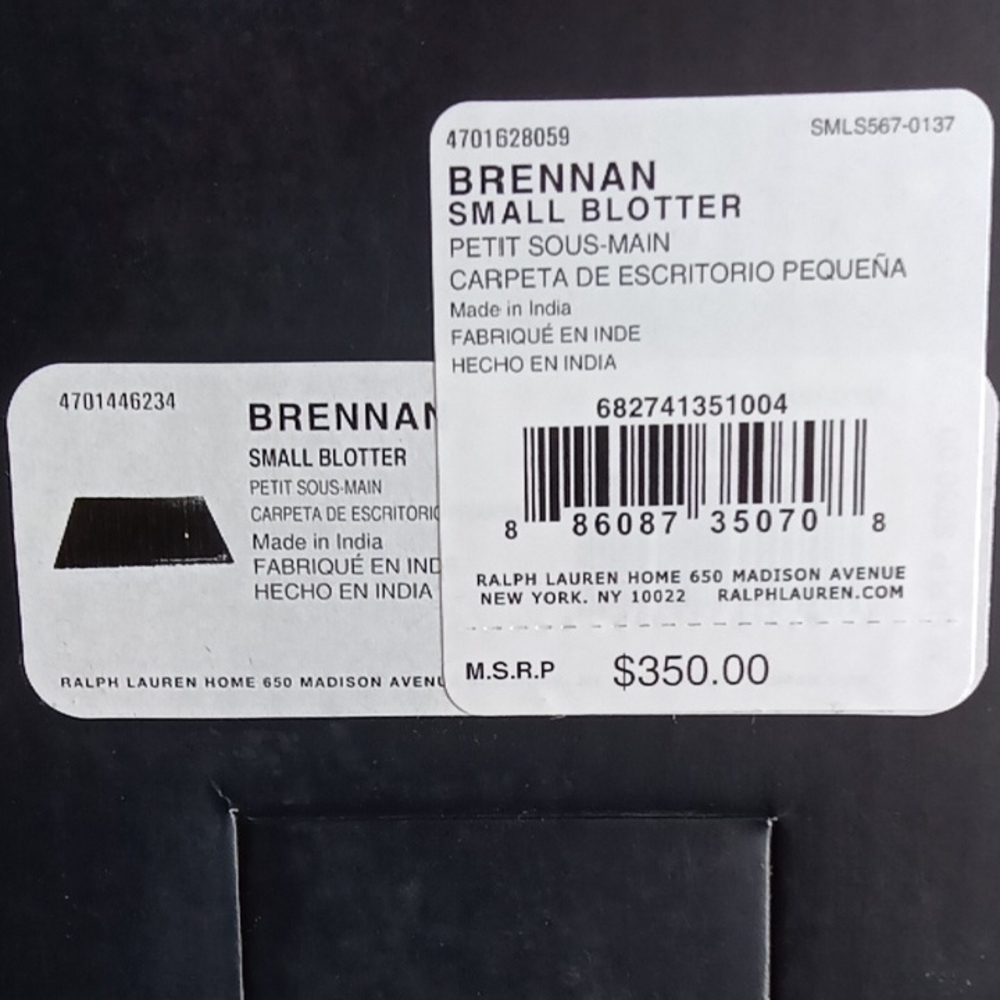 4701628059 SMLS567-0137
BRENNAN
SMALL BLOTTER
PETIT SOUS-MAIN
CARPETA DE ESCRITORIO PEQUEÑA
Made in India
FABRIQUÉ EN INDE
HECHO EN INDIA
682741351004
8 86087 35070 8
RALPH LAUREN HOME 650 MADISON AVENUE
NEW YORK. NY 10022 RALPHLAUREN.COM
M.S.R.P $350.00
4701446234
BRENNAN
SMALL BLOTTER
PETIT SOUS-MAIN
CARPETA DE ESCRITORIO
Made in India
FABRIQUÉ EN IND
HECHO EN INDIA
RALPH LAUREN HOME 650 MADISON AVENU